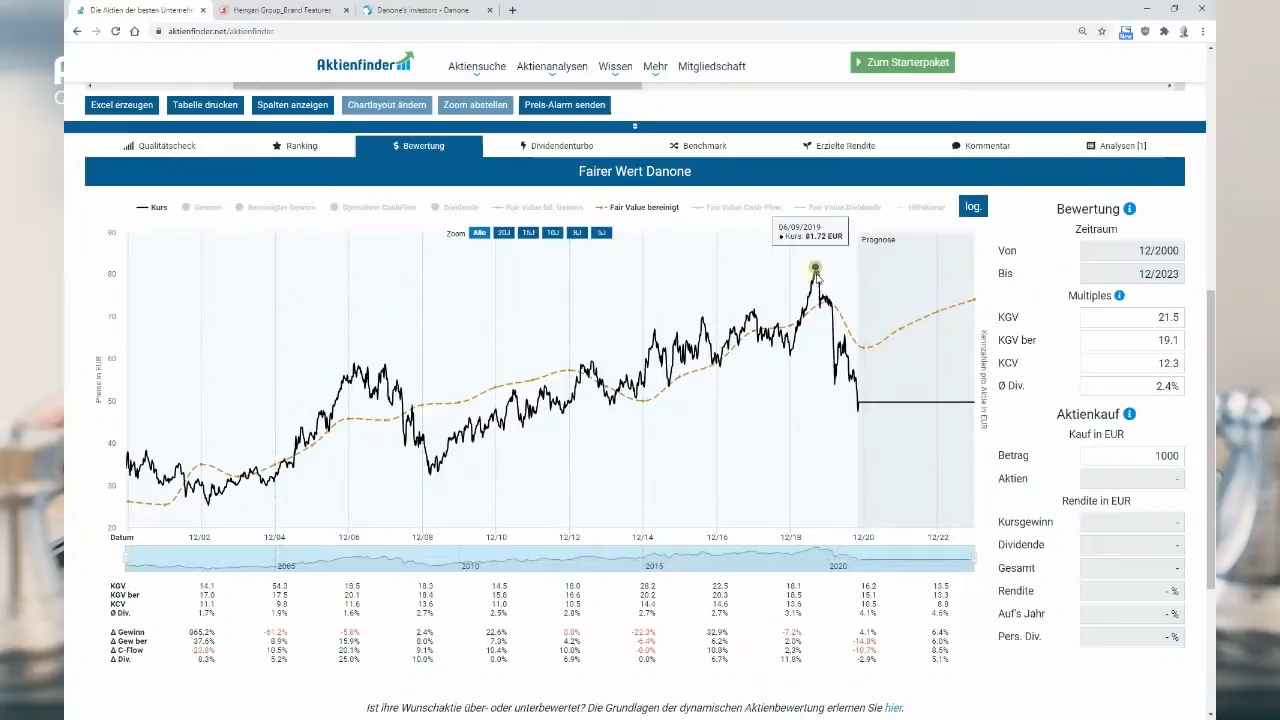 Die Aktien der besten Unterneh
Hengan Group_Brand Features
Danone's investors - Danone
aktienfinder.net/aktienfinder
New
Aktienfinder
Aktiensuche
Aktienanalysen
Wissen
Mehr
Mitgliedschaft
Zum Starterpaket
Excel erzeugen
Tabelle drucken
Spalten anzeigen
Chartlayout ändern
Zoom abstellen
Preis-Alarm senden
Qualitätscheck
Ranking
$ Bewertung
Dividendenturbo
Benchmark
Erzielte Rendite
Kommentar
Analysen [1]
Fairer Wert Danone
Kurs
Gewinn
Bereinigter Gewinn
Operativer CashFlow
Dividende
Fair Value bil. Gewinn
Fair Value bereinigt
Fair Value Cash-Flow
Fair Value Dividende
Hilfskurse
log.
Zoom
Alle
20J
15J
10J
8J
5J
06/09/2019
Kurs: 81.72 EUR
Prognose
90
80
70
60
50
40
30
20
Preise in EUR
Kennzahlen pro Aktie in EUR
Datum 12/02 12/04 12/06 12/08 12/10 12/12 12/14 12/16 12/18 12/20 12/22
2005 2010 2015 2020
KGV 14.1 54.3 19.5 18.3 14.5 18.0 28.2 22.5 18.1 16.2 13.5
KGV ber 17.0 17.5 20.1 18.4 15.8 16.6 20.2 20.3 18.5 15.1 13.3
KCV 11.1 9.8 11.6 13.6 11.0 10.5 14.4 14.6 13.6 10.5 8.8
Ø Div. 1.7% 1.9% 1.6% 2.7% 2.5% 2.8% 2.7% 2.7% 3.1% 4.1% 4.6%
Δ Gewinn 865.2% -61.2% -5.8% 2.4% 22.6% 0.0% -22.3% 32.9% -7.2% 4.1% 6.4%
Δ Gew ber 37.6% 8.9% 15.9% 8.0% 7.3% 4.2% -6.4% 6.2% 2.0% -14.8% 6.0%
Δ C-Flow -23.8% 10.5% 20.1% 9.1% 10.4% 10.0% -8.0% 10.8% 2.3% -10.7% 8.5%
Δ Div. 8.3% 5.2% 25.0% 10.0% 0.0% 6.9% 0.0% 6.7% 11.8% -2.9% 5.1%
Bewertung
Zeitraum
Von 12/2000
Bis 12/2023
Multiples
KGV 21.5
KGV ber 19.1
KCV 12.3
Ø Div. 2.4%
Aktienkauf
Kauf in EUR
Betrag 1000
Aktien -
Rendite in EUR
Kursgewinn -
Dividende -
Gesamt -
Rendite - %
Auf's Jahr - %
Pers. Div. - %
Ist ihre Wunschaktie über- oder unterbewertet? Die Grundlagen der dynamischen Aktienbewertung erlernen Sie hier.